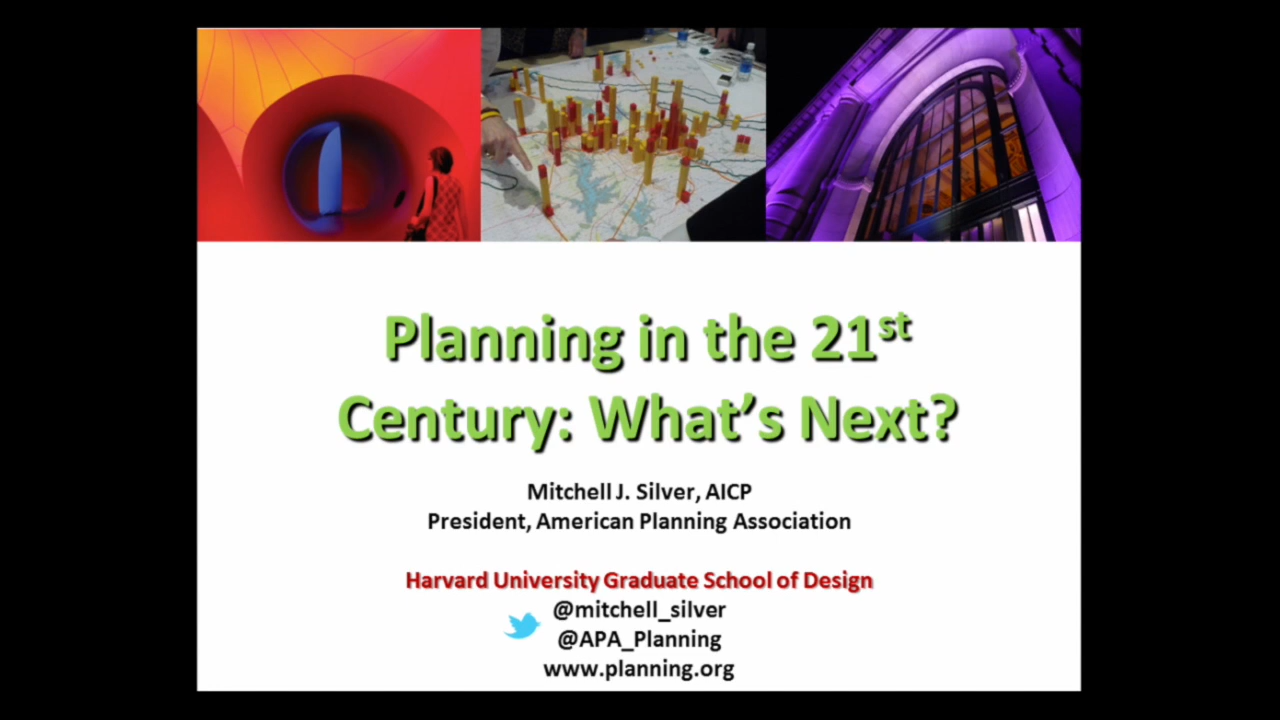 Planning in the 21st
Century: What's Next?
Mitchell J. Silver, AICP
President, American Planning Association
Harvard University Graduate School of Design
@mitchell_silver
@APA_Planning
www.planning.org